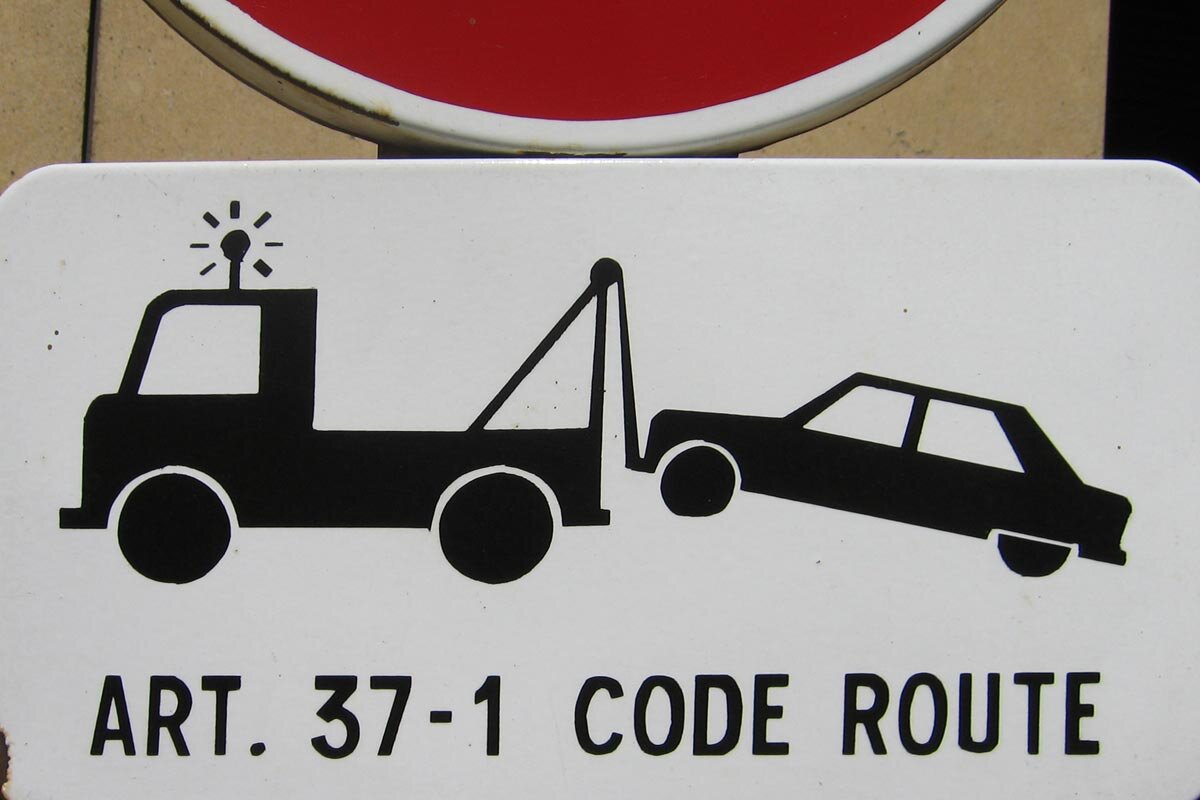 ART. 37-1 CODE ROUTE